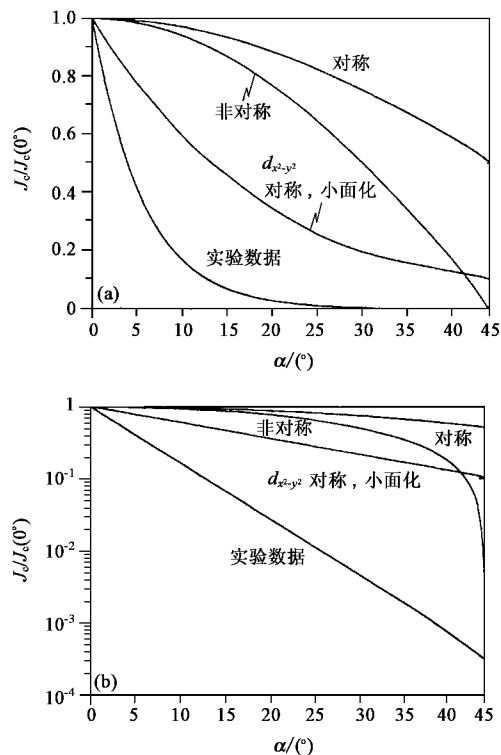 1.0
0.8
0.6
0.4
0.2
0
J_c/J_c(0°)
对称
非对称
d_{x²-y²}
对称，小面化
实验数据
(a)
0 5 10 15 20 25 30 35 40 45
α/(°)
1
10⁻¹
10⁻²
10⁻³
10⁻⁴
J_c/J_c(0°)
非对称
对称
d_{x²-y²} 对称，小面化
实验数据
(b)
0 5 10 15 20 25 30 35 40 45
α/(°)